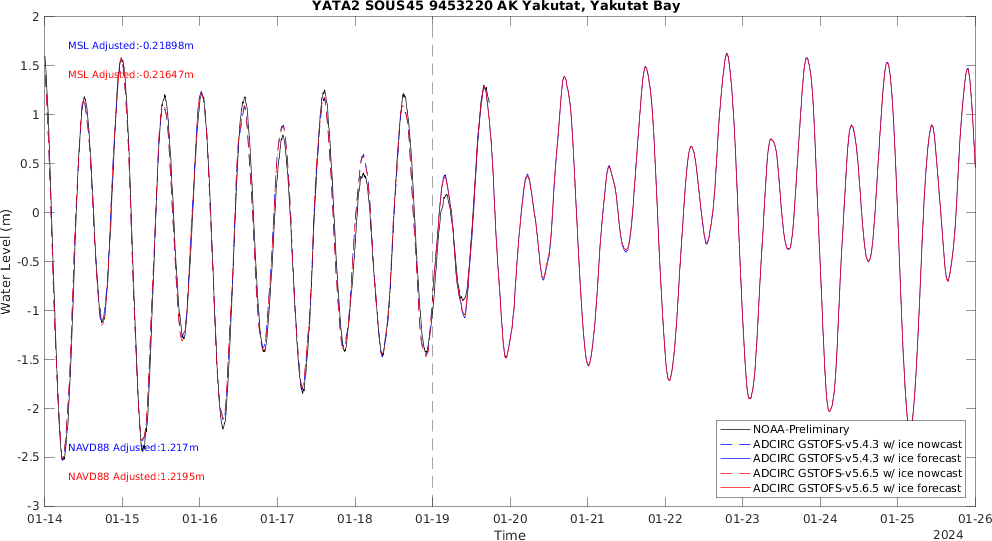 YATA2 SOUS45 9453220 AK Yakutat, Yakutat Bay
2
1.5
1
0.5
0
-0.5
-1
-1.5
-2
-2.5
-3
Water Level (m)
MSL Adjusted:-0.21898m
MSL Adjusted:-0.21647m
NAVD88 Adjusted:1.217m
NAVD88 Adjusted:1.2195m
NOAA-Preliminary
ADCIRC GSTOFS-v5.4.3 w/ ice nowcast
ADCIRC GSTOFS-v5.4.3 w/ ice forecast
ADCIRC GSTOFS-v5.6.5 w/ ice nowcast
ADCIRC GSTOFS-v5.6.5 w/ ice forecast
01-14 01-15 01-16 01-17 01-18 01-19 01-20 01-21 01-22 01-23 01-24 01-25 01-26
Time
2024